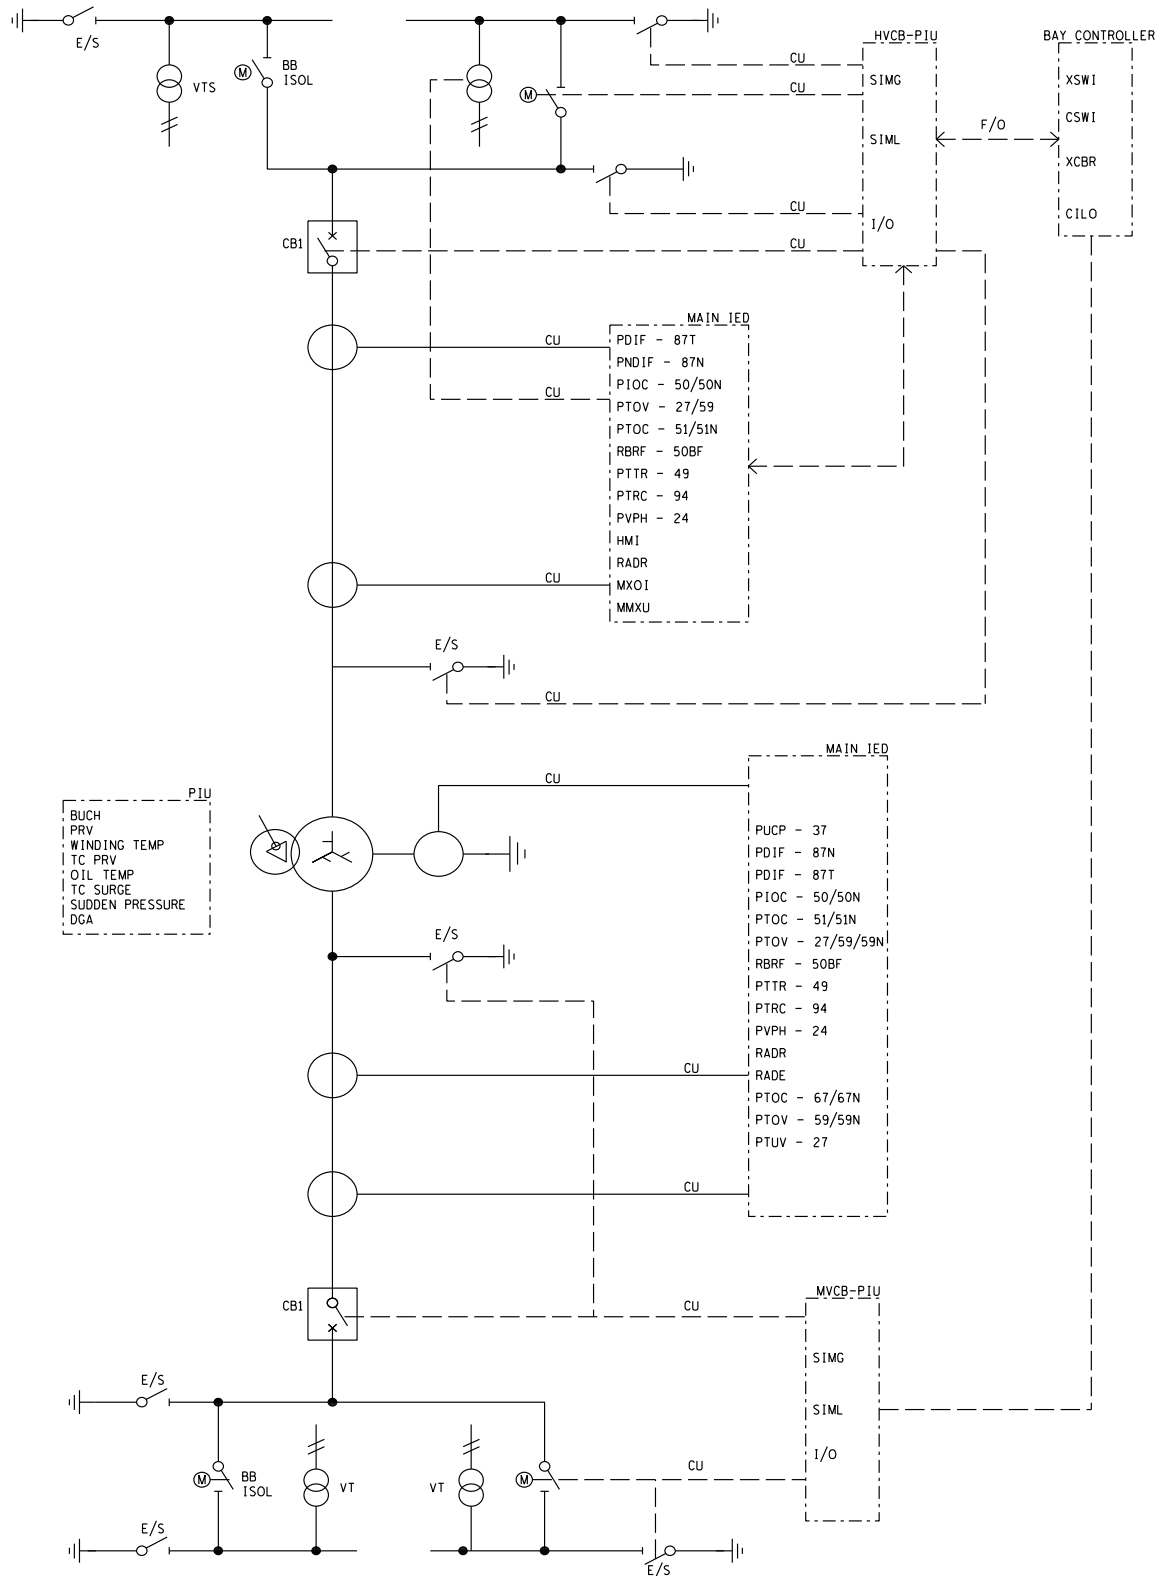 E/S
VTS
M
BB
ISOL
M
CU
CU
CU
CU
HVCB-PIU
SIMG
SIML
I/O
F/O
BAY CONTROLLER
XSWI
CSWI
XCBR
CILO
CB1
CU
CU
CU
MAIN IED
PDIF - 87T
PNDIF - 87N
PIOC - 50/50N
PTOV - 27/59
PTOC - 51/51N
RBRF - 50BF
PTTR - 49
PTRC - 94
PVPH - 24
HMI
RADR
MXOI
MMXU
E/S
CU
PIU
BUCH
PRV
WINDING TEMP
TC PRV
OIL TEMP
TC SURGE
SUDDEN PRESSURE
DGA
CU
MAIN IED
PUCP - 37
PDIF - 87N
PDIF - 87T
PIOC - 50/50N
PTOC - 51/51N
PTOV - 27/59/59N
RBRF - 50BF
PTTR - 49
PTRC - 94
PVPH - 24
RADR
RADE
PTOC - 67/67N
PTOV - 59/59N
PTUV - 27
E/S
CU
CU
CB1
CU
MVCB-PIU
SIMG
SIML
I/O
E/S
M
BB
ISOL
VT
VT
M
CU
E/S
E/S